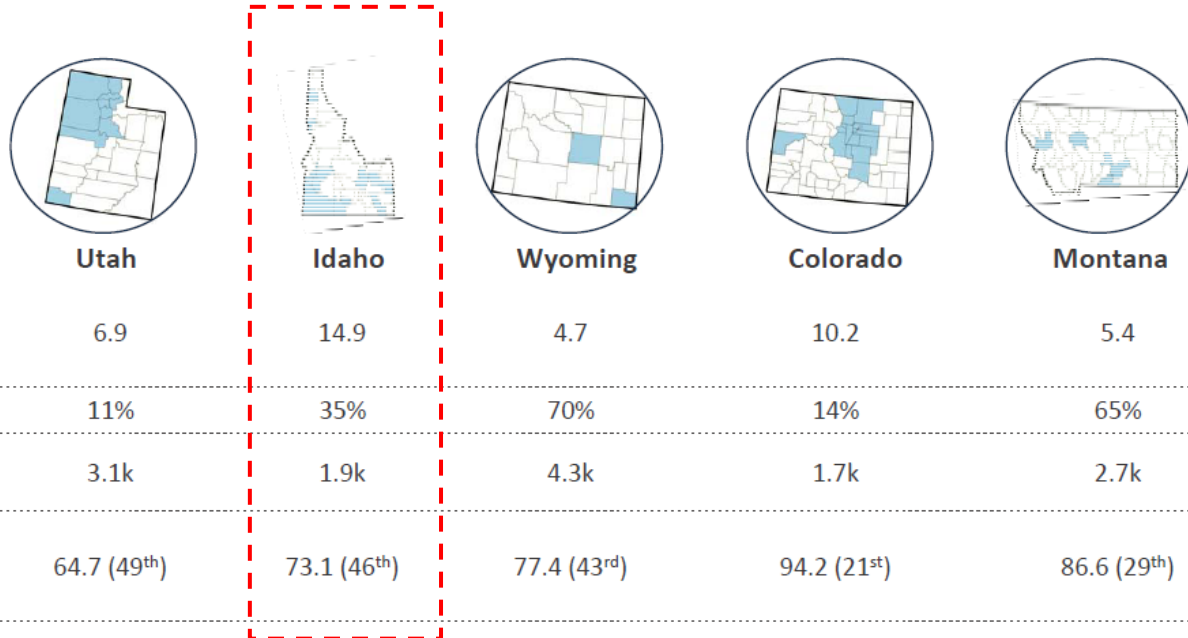 Utah Idaho Wyoming Colorado Montana
6.9 14.9 4.7 10.2 5.4
11% 35% 70% 14% 65%
3.1k 1.9k 4.3k 1.7k 2.7k
64.7 (49th) 73.1 (46th) 77.4 (43rd) 94.2 (21st) 86.6 (29th)